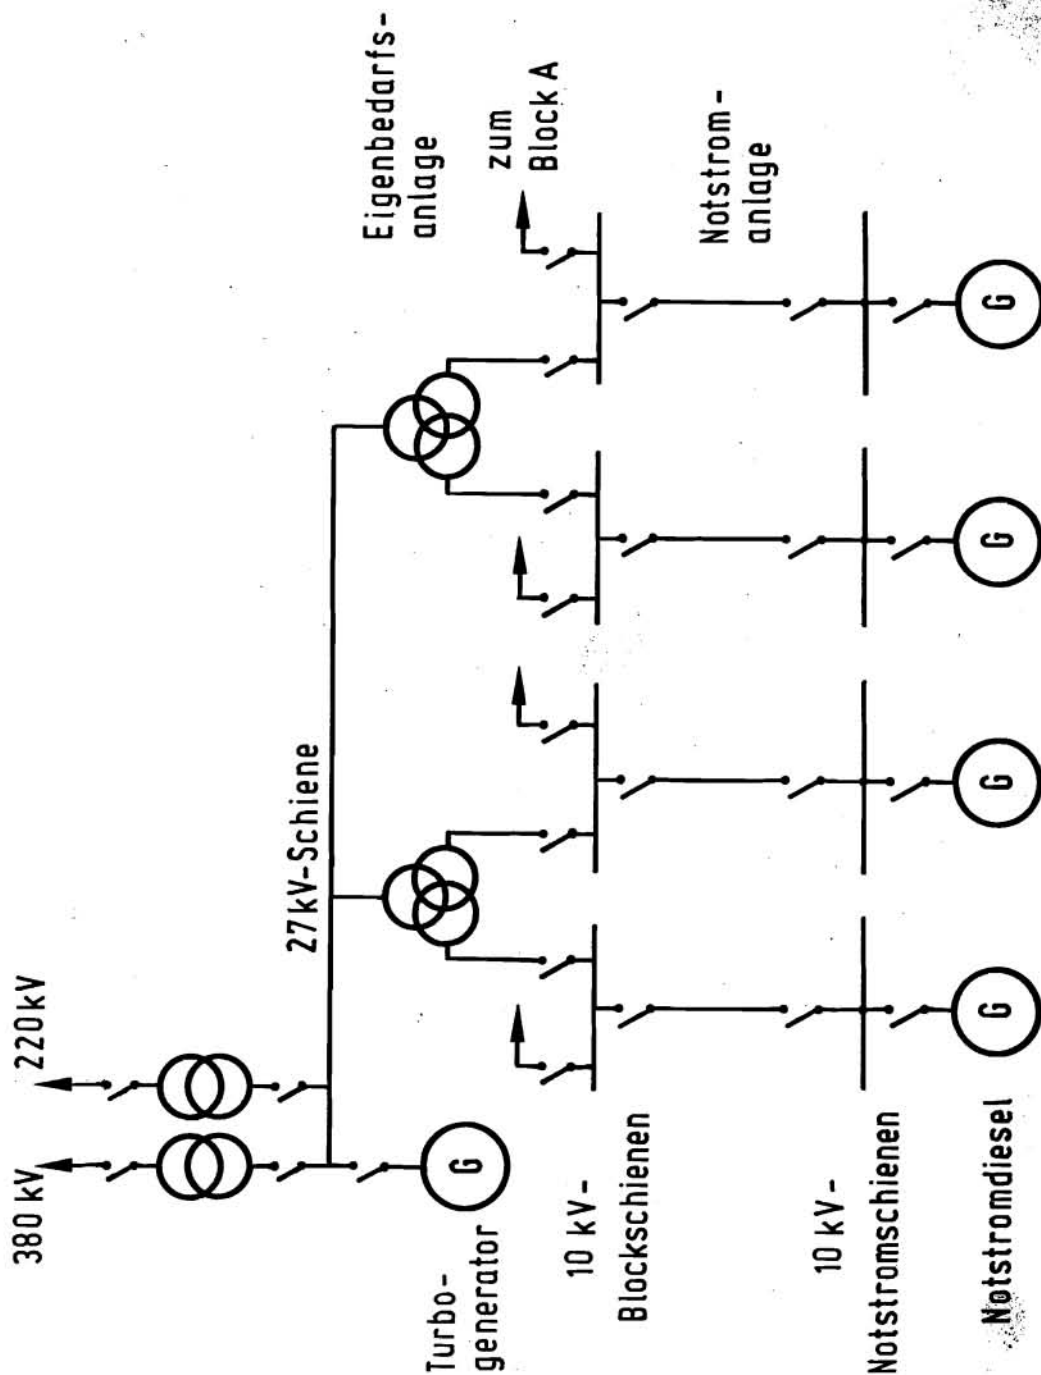 380 kV
220 kV
27 kV-Schiene
Eigenbedarfs-
anlage
Turbo-
generator
G
zum
Block A
10 kV-
Blockschienen
Notstrom-
anlage
10 kV-
Notstromschienen
Notstromdiesel
G
G
G
G